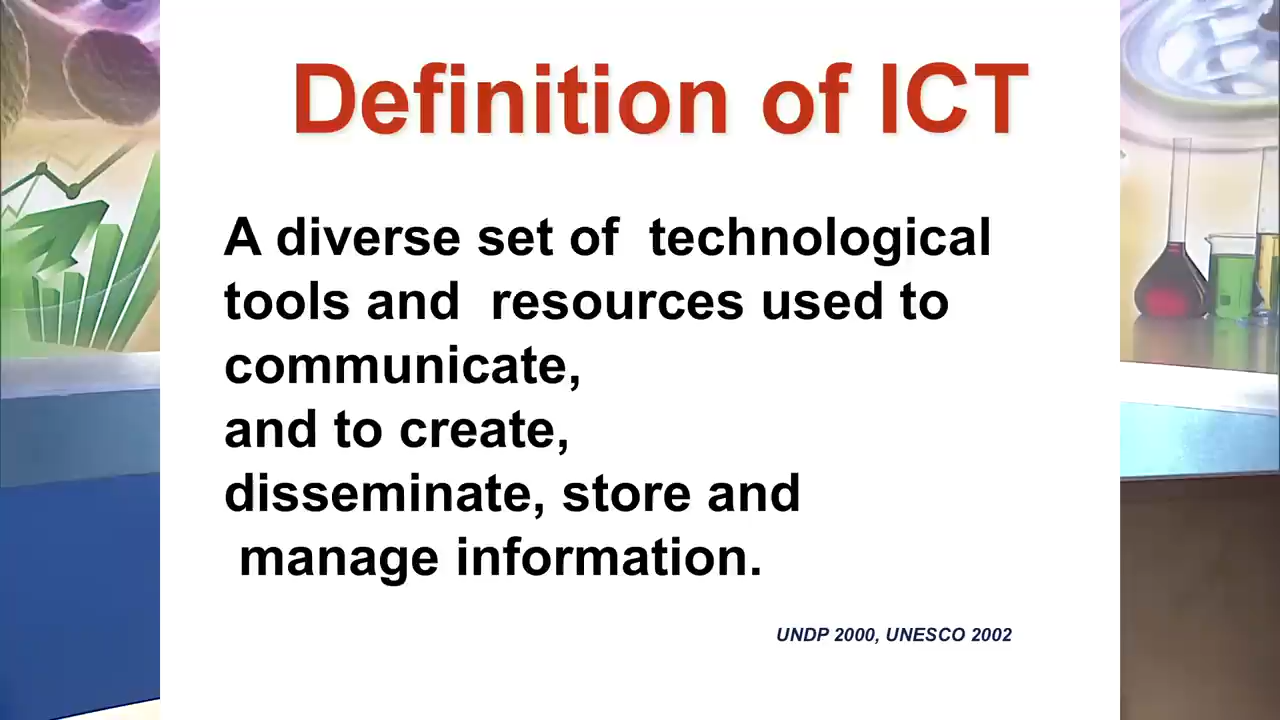 Definition of ICT
A diverse set of technological
tools and resources used to
communicate,
and to create,
disseminate, store and
manage information.
UNDP 2000, UNESCO 2002